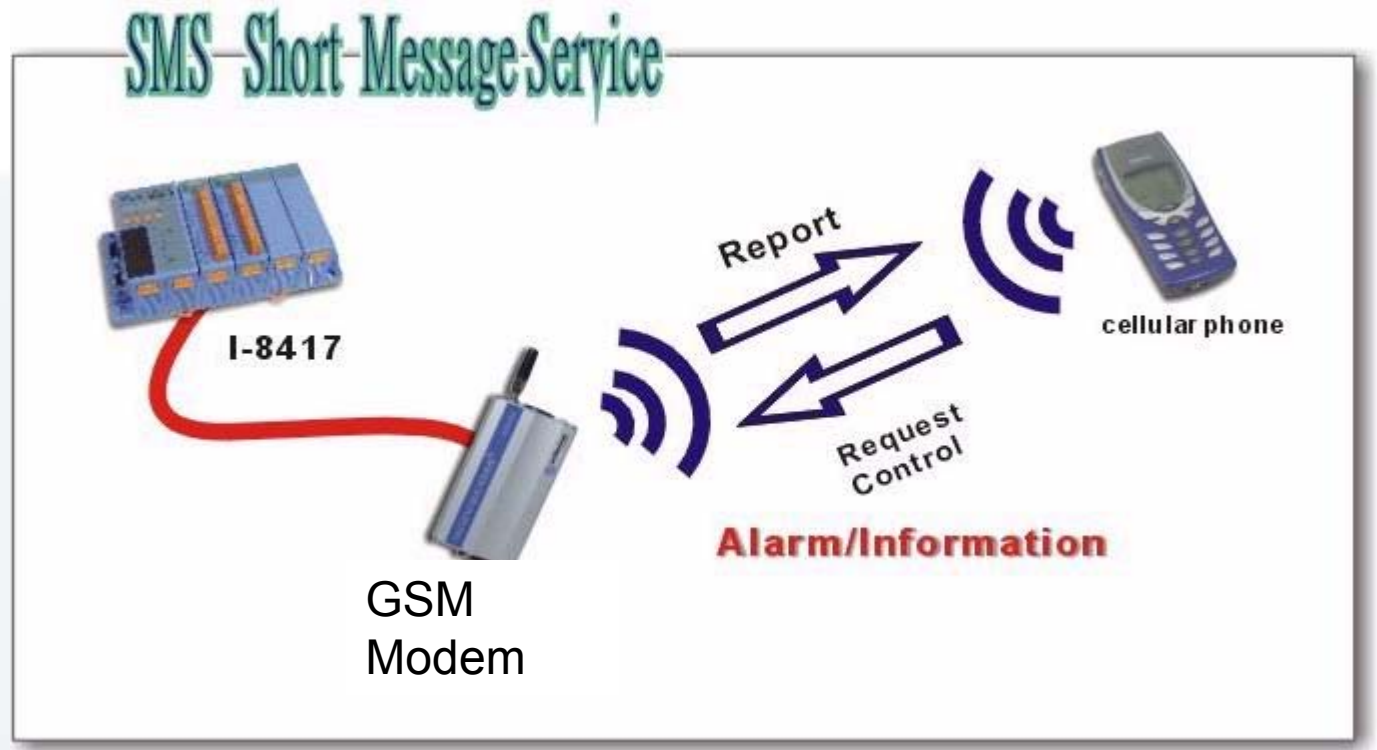 SMS Short Message Service
I-8417
Report
cellular phone
Request
Control
Alarm/Information
GSM
Modem